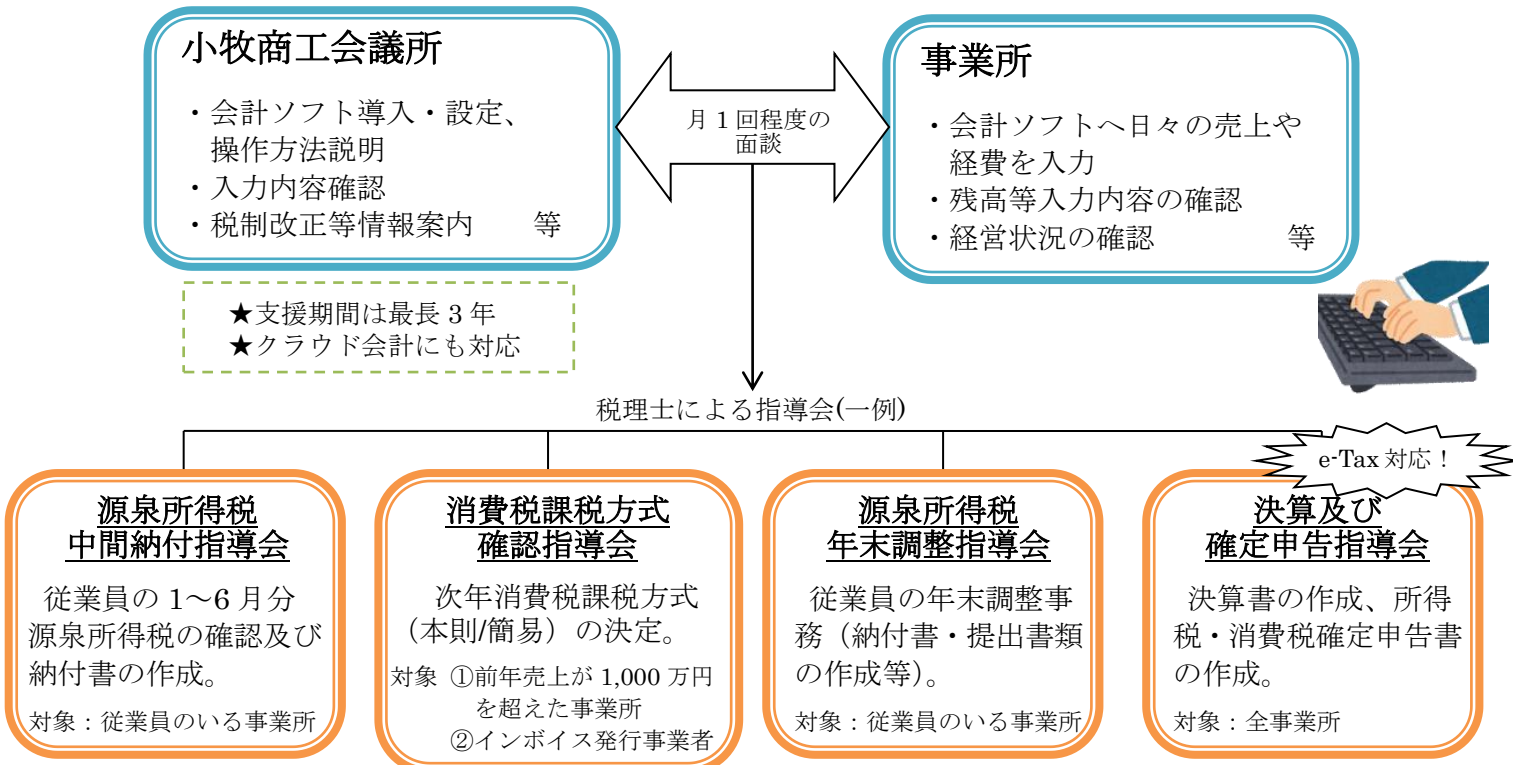 小牧商工会議所
・会計ソフト導入・設定、
操作方法説明
・入力内容確認
・税制改正等情報案内　　等
月 1 回程度の
面談
事業所
・会計ソフトへ日々の売上や
経費を入力
・残高等入力内容の確認
・経営状況の確認　　　　　等
★支援期間は最長 3 年
★クラウド会計にも対応
税理士による指導会(一例)
e-Tax 対応！
源泉所得税
中間納付指導会
従業員の 1～6 月分
源泉所得税の確認及び
納付書の作成。
対象：従業員のいる事業所
消費税課税方式
確認指導会
次年消費税課税方式
（本則/簡易）の決定。
対象 ①前年売上が 1,000 万円
を超えた事業所
②インボイス発行事業者
源泉所得税
年末調整指導会
従業員の年末調整事
務（納付書・提出書類
の作成等）。
対象：従業員のいる事業所
決算及び
確定申告指導会
決算書の作成、所得
税・消費税確定申告書
の作成。
対象：全事業所